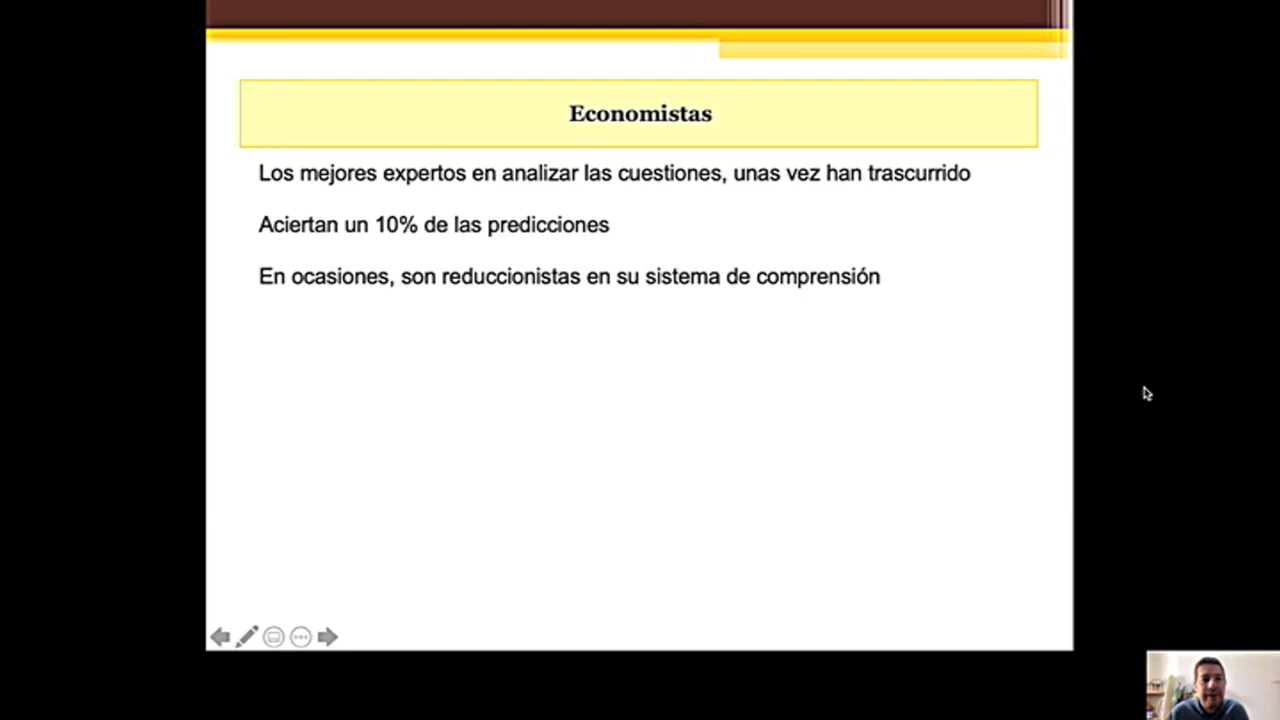 Economistas
Los mejores expertos en analizar las cuestiones, unas vez han trascurrido
Aciertan un 10% de las predicciones
En ocasiones, son reduccionistas en su sistema de comprensión